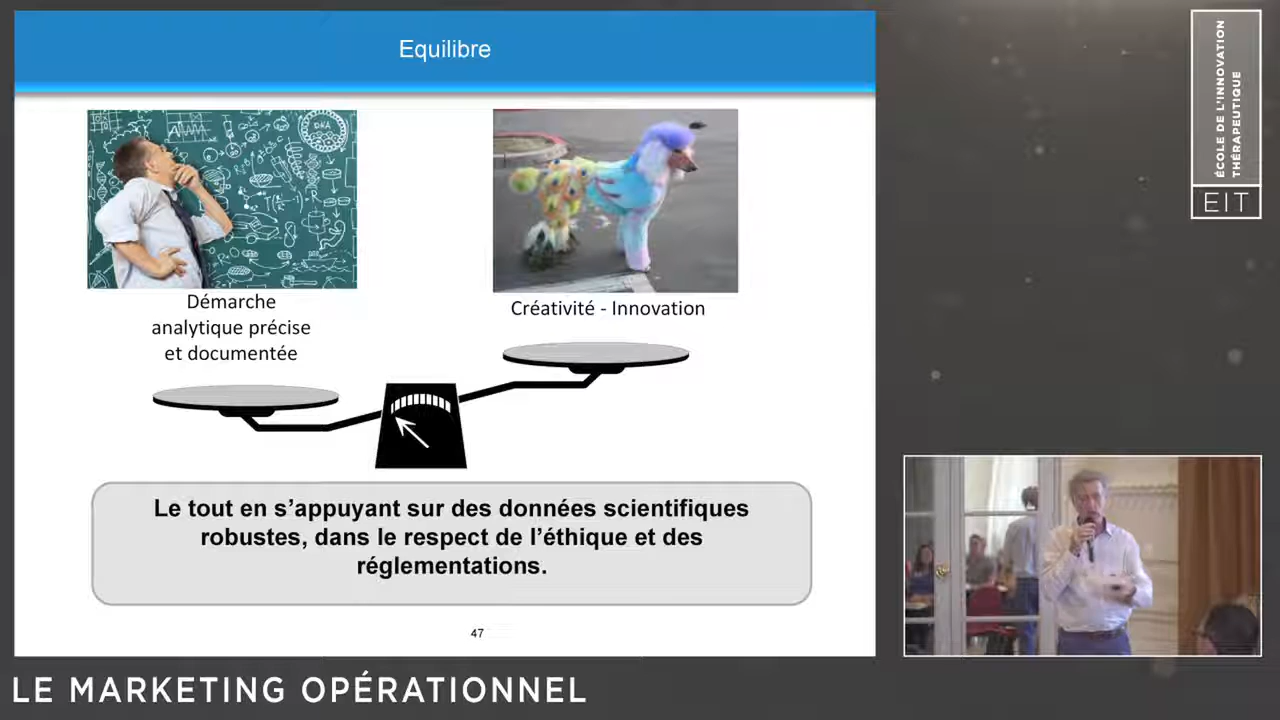 Equilibre
DNA
Démarche
analytique précise
et documentée
Créativité - Innovation
Le tout en s’appuyant sur des données scientifiques
robustes, dans le respect de l’éthique et des
réglementations.
47
ÉCOLE DE L'INNOVATION
THÉRAPEUTIQUE
EIT
LE MARKETING OPÉRATIONNEL